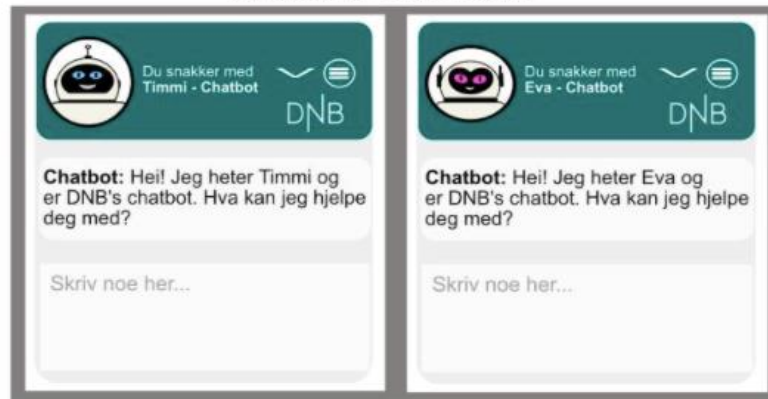 Du snakker med
Timmi - Chatbot
DNB
Chatbot: Hei! Jeg heter Timmi og
er DNB's chatbot. Hva kan jeg hjelpe
deg med?
Skriv noe her...
Du snakker med
Eva - Chatbot
DNB
Chatbot: Hei! Jeg heter Eva og
er DNB's chatbot. Hva kan jeg hjelpe
deg med?
Skriv noe her...